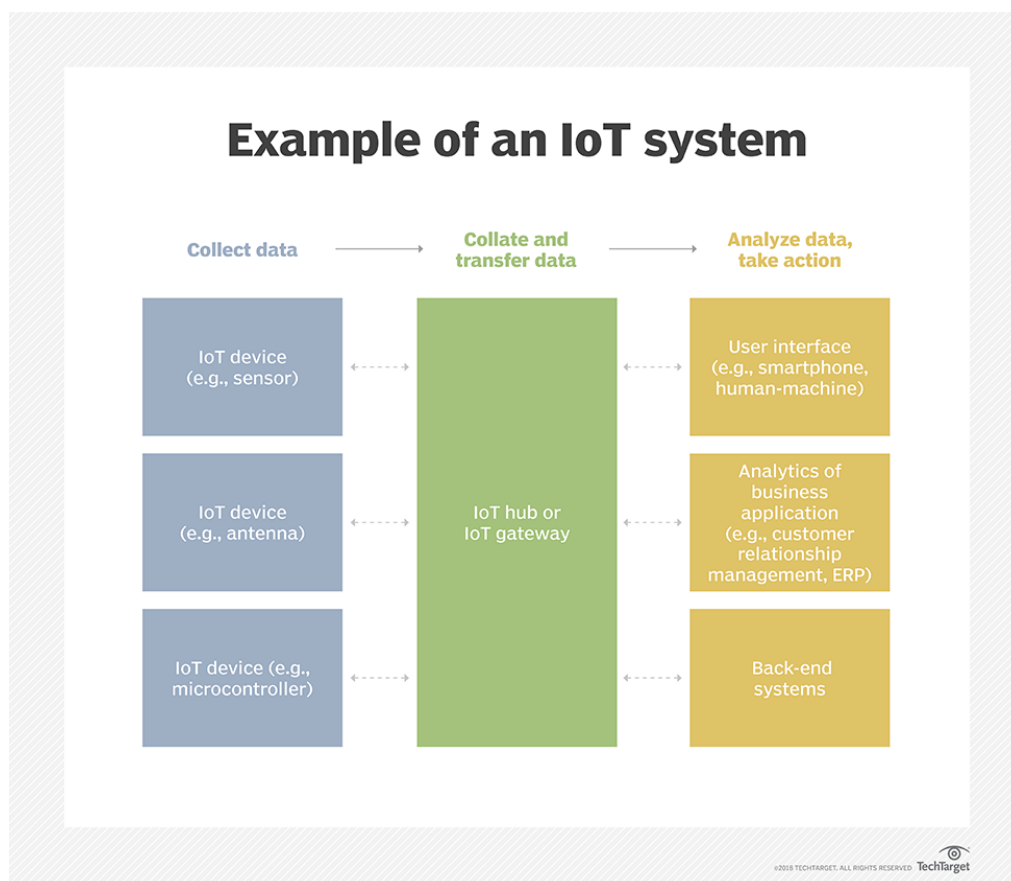 Example of an IoT system
Collect data
Collate and
transfer data
Analyze data,
take action
IoT device
(e.g., sensor)
IoT device
(e.g., antenna)
IoT device (e.g.,
microcontroller)
IoT hub or
IoT gateway
User interface
(e.g., smartphone,
human-machine)
Analytics of
business
application
(e.g., customer
relationship
management, ERP)
Back-end
systems
©2018 TECHTARGET. ALL RIGHTS RESERVED TechTarget